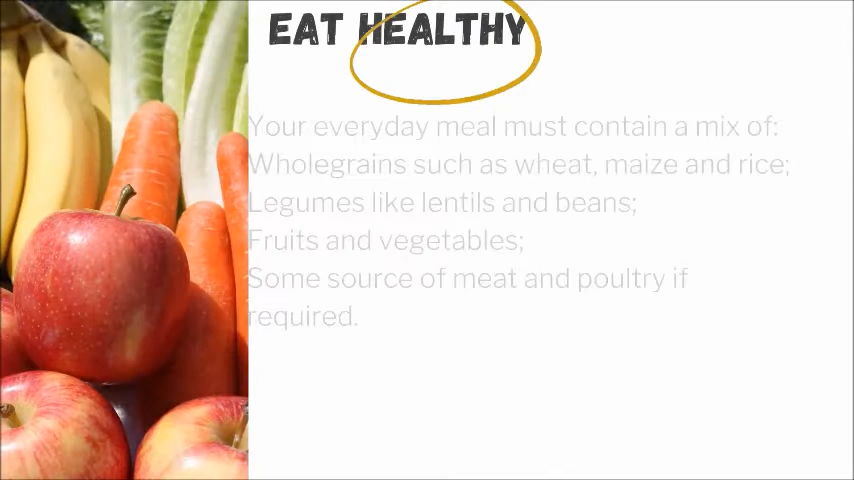 EAT HEALTHY
Your everyday meal must contain a mix of:
Wholegrains such as wheat, maize and rice;
Legumes like lentils and beans;
Fruits and vegetables;
Some source of meat and poultry if
required.